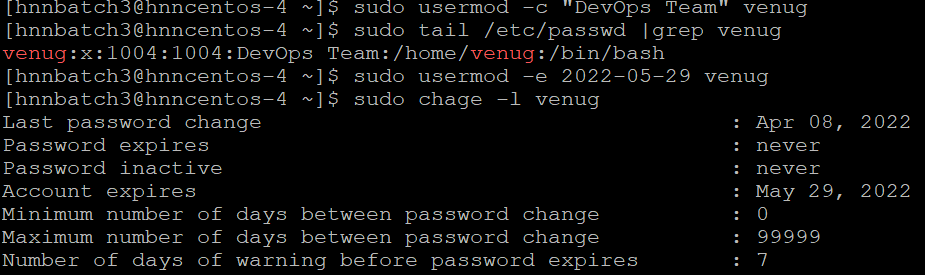 [hnnbatch3@hnncentos-4 ~]$ sudo usermod -c "DevOps Team" venug
[hnnbatch3@hnncentos-4 ~]$ sudo tail /etc/passwd |grep venug
venug:x:1004:1004:DevOps Team:/home/venug:/bin/bash
[hnnbatch3@hnncentos-4 ~]$ sudo usermod -e 2022-05-29 venug
[hnnbatch3@hnncentos-4 ~]$ sudo chage -l venug
Last password change : Apr 08, 2022
Password expires : never
Password inactive : never
Account expires : May 29, 2022
Minimum number of days between password change : 0
Maximum number of days between password change : 99999
Number of days of warning before password expires : 7